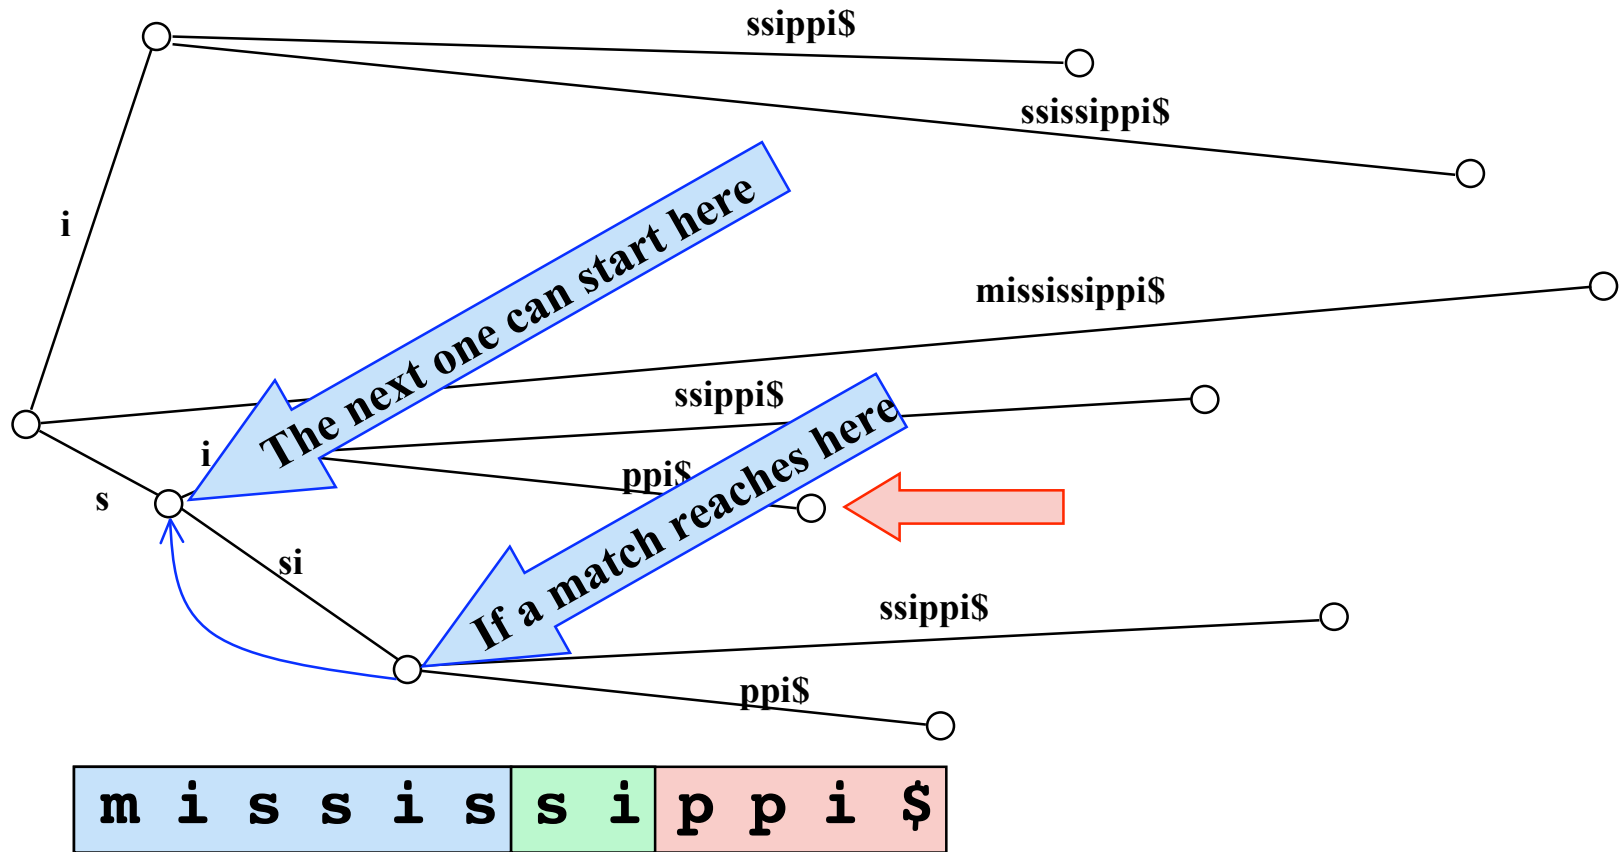 ssippi$
ssissippi$
i
The next one can start here
mississippi$
ssippi$
If a match reaches here
i
ppi$
s
si
ssippi$
ppi$
m i s s i s s i p p i $